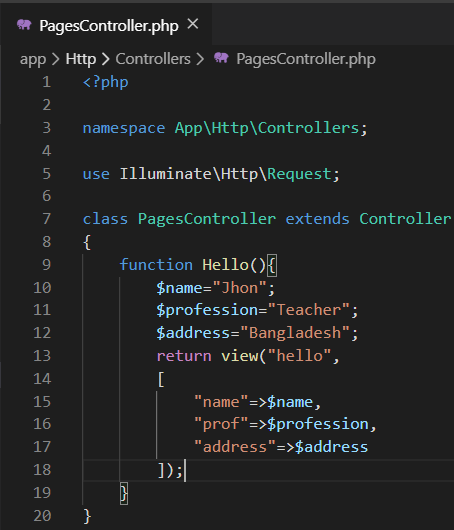 PagesController.php ×
app > Http > Controllers > PagesController.php
1 <?php
2
3 namespace App\Http\Controllers;
4
5 use Illuminate\Http\Request;
6
7 class PagesController extends Controller
8 {
9     function Hello(){
10         $name="Jhon";
11         $profession="Teacher";
12         $address="Bangladesh";
13         return view("hello",
14         [
15             "name"=>$name,
16             "prof"=>$profession,
17             "address"=>$address
18         ]);
19     }
20 }